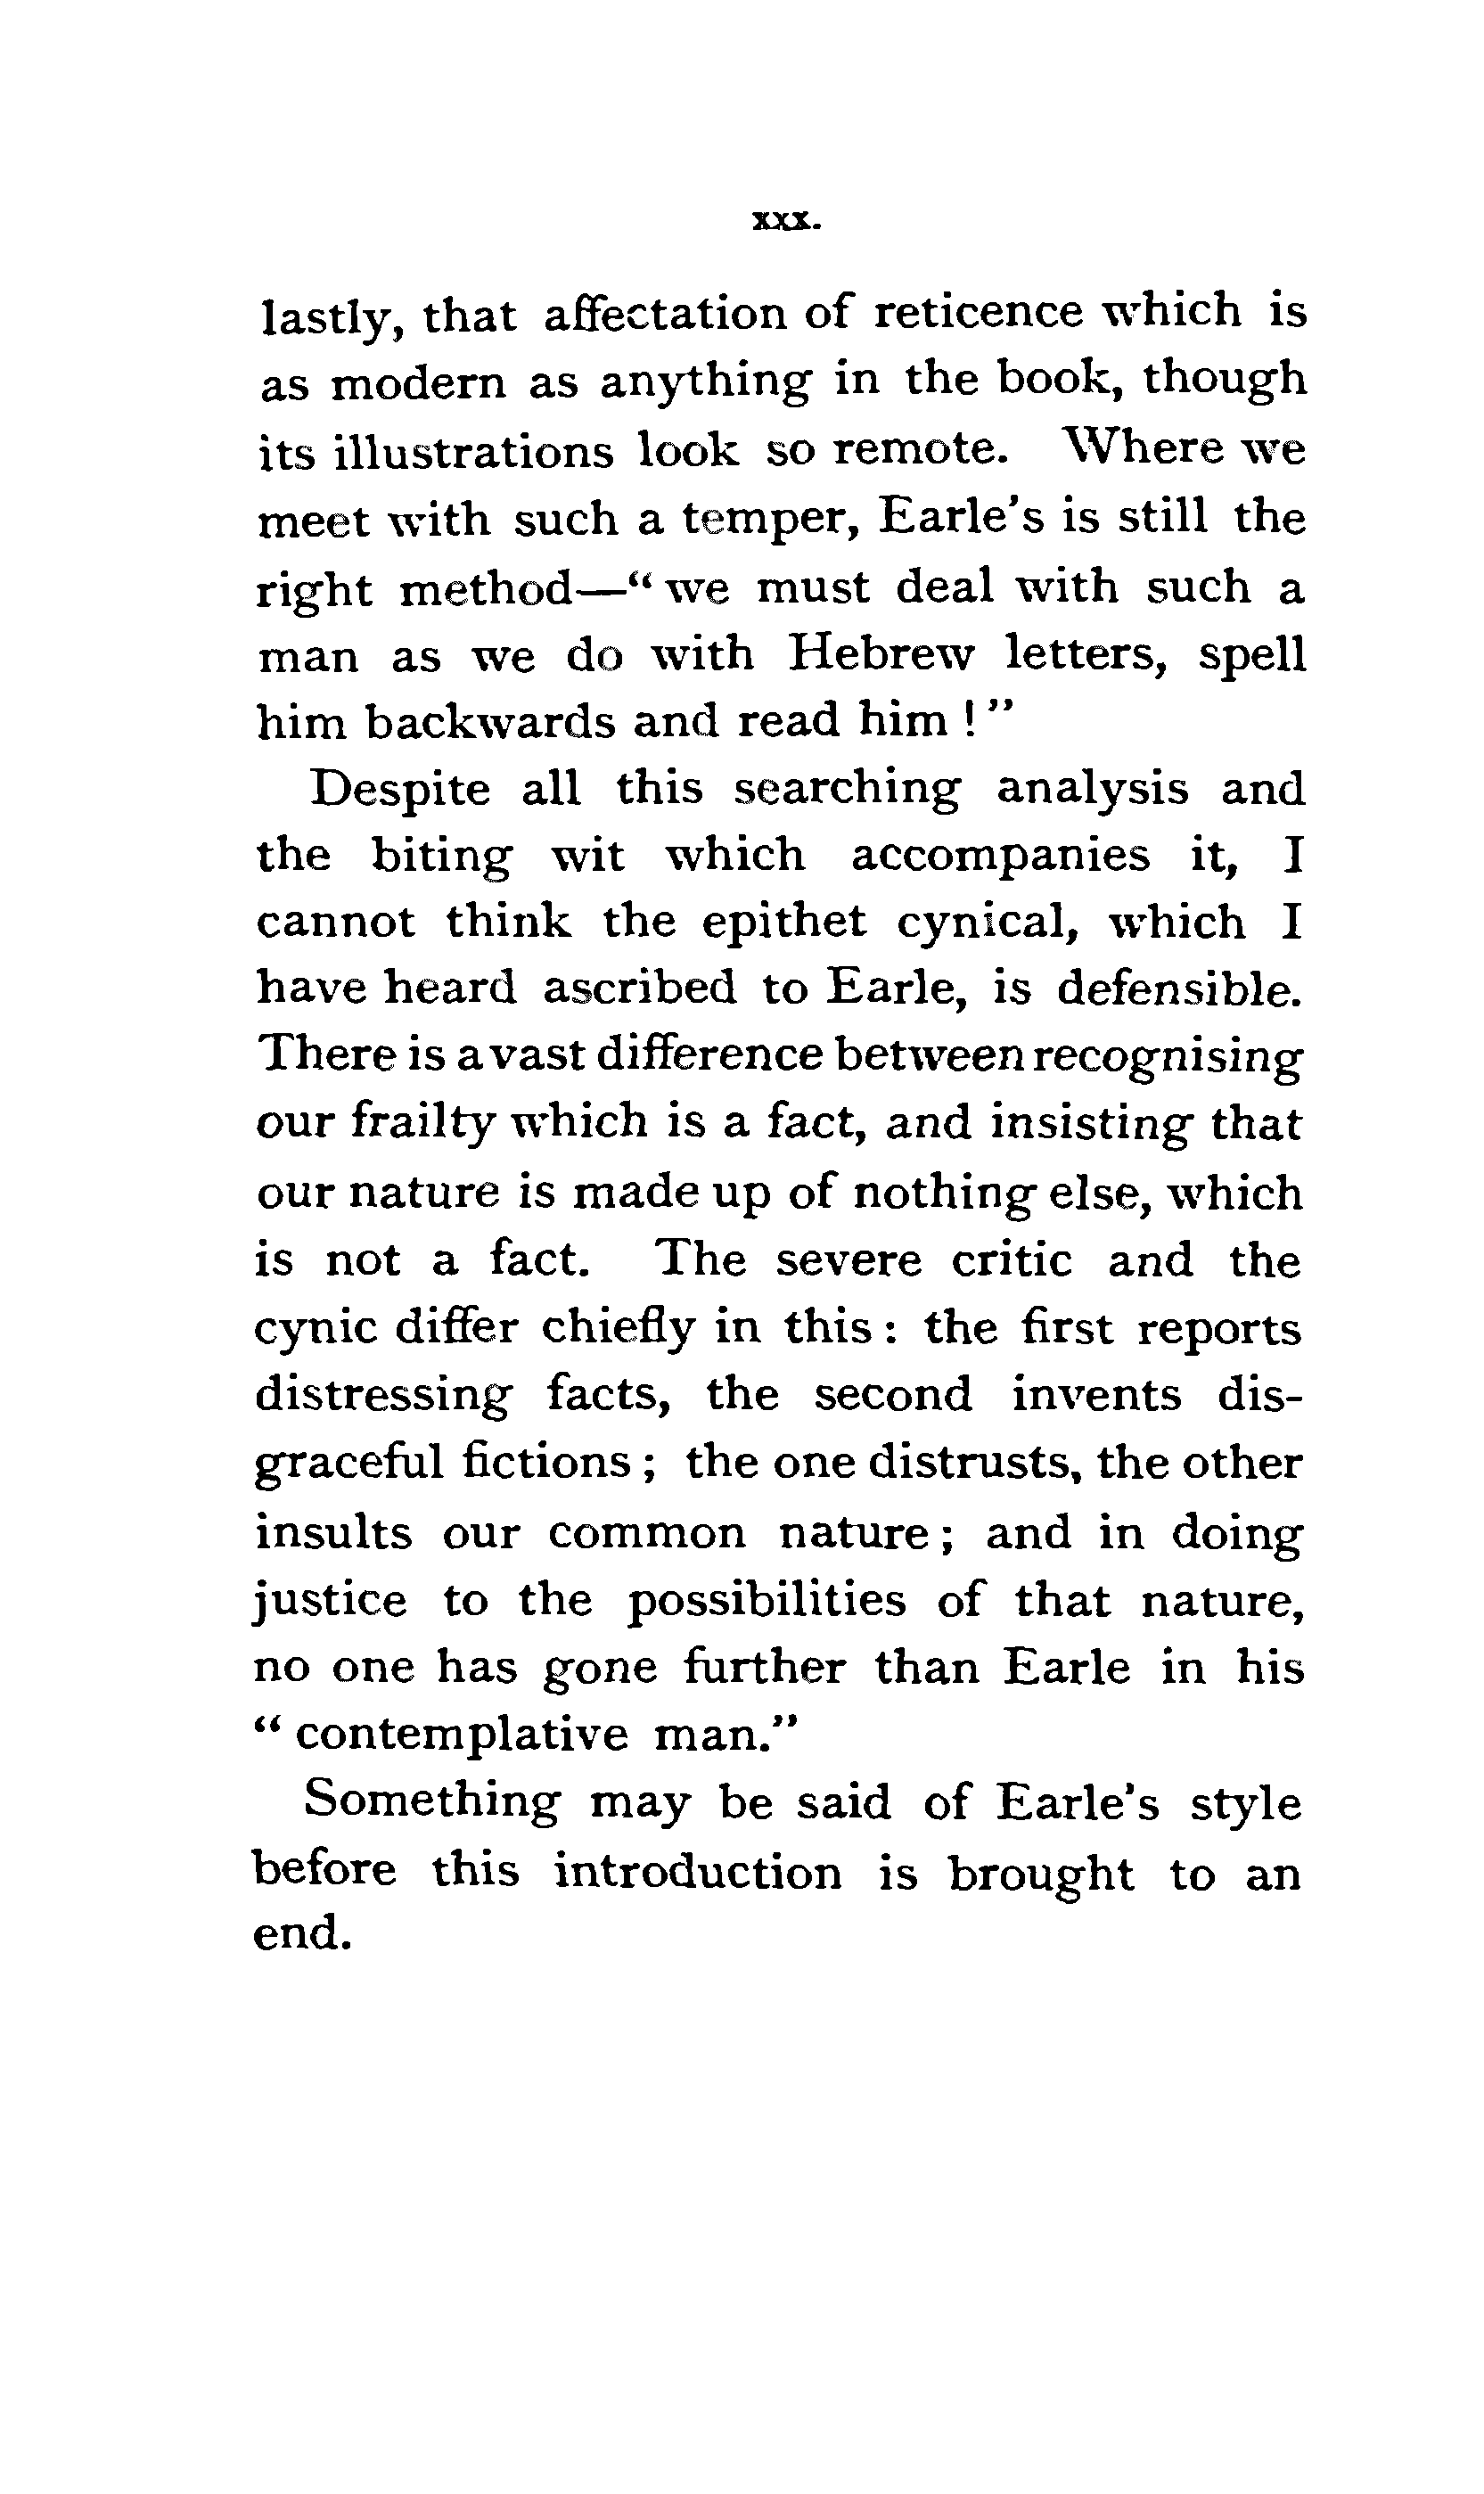 xxx.
lastly, that affectation of reticence which is
as modern as anything in the book, though
its illustrations look so remote. Where we
meet with such a temper, Earle's is still the
right method—“ we must deal with such a
man as we do with Hebrew letters, spell
him backwards and read him ! ”
Despite all this searching analysis and
the biting wit which accompanies it, I
cannot think the epithet cynical, which I
have heard ascribed to Earle, is defensible.
There is a vast difference between recognising
our frailty which is a fact, and insisting that
our nature is made up of nothing else, which
is not a fact. The severe critic and the
cynic differ chiefly in this : the first reports
distressing facts, the second invents dis-
graceful fictions ; the one distrusts, the other
insults our common nature ; and in doing
justice to the possibilities of that nature,
no one has gone further than Earle in his
“ contemplative man.”
Something may be said of Earle's style
before this introduction is brought to an
end.